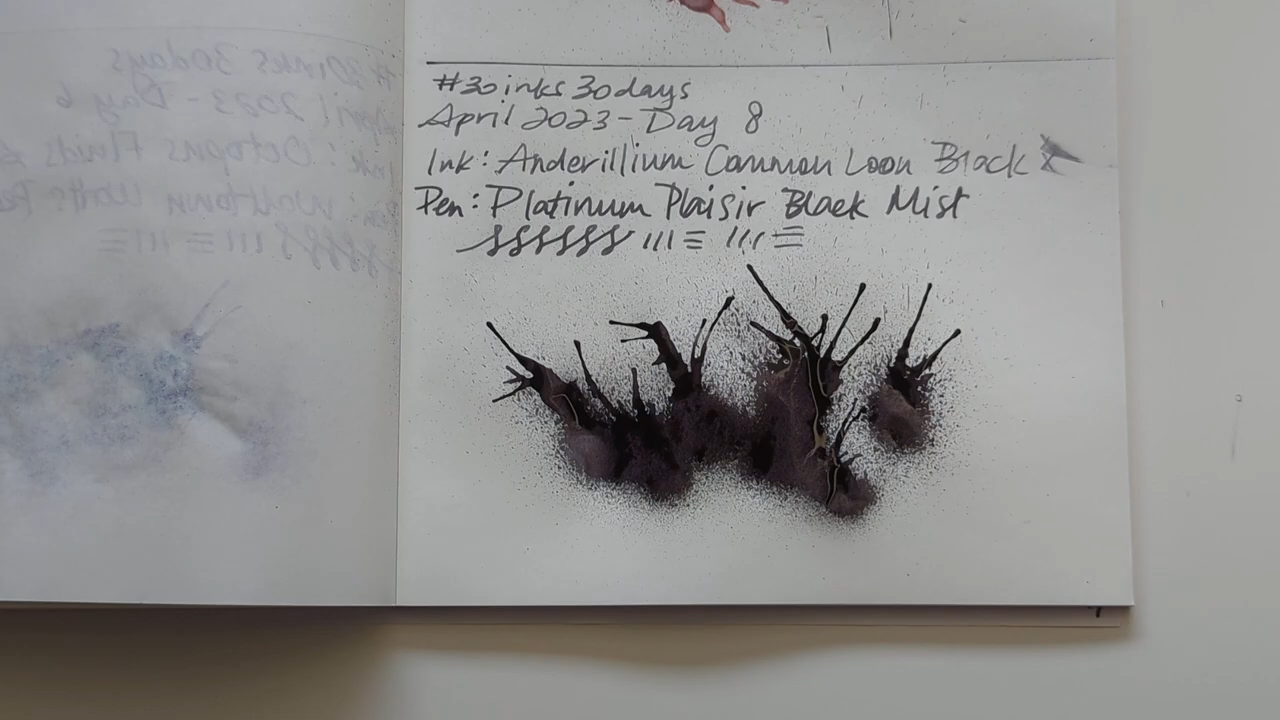 #30inks30days
April 2023 - Day 8
Ink: Anderillium Common Loon Black
Pen: Platinum Plaisir Black Mist